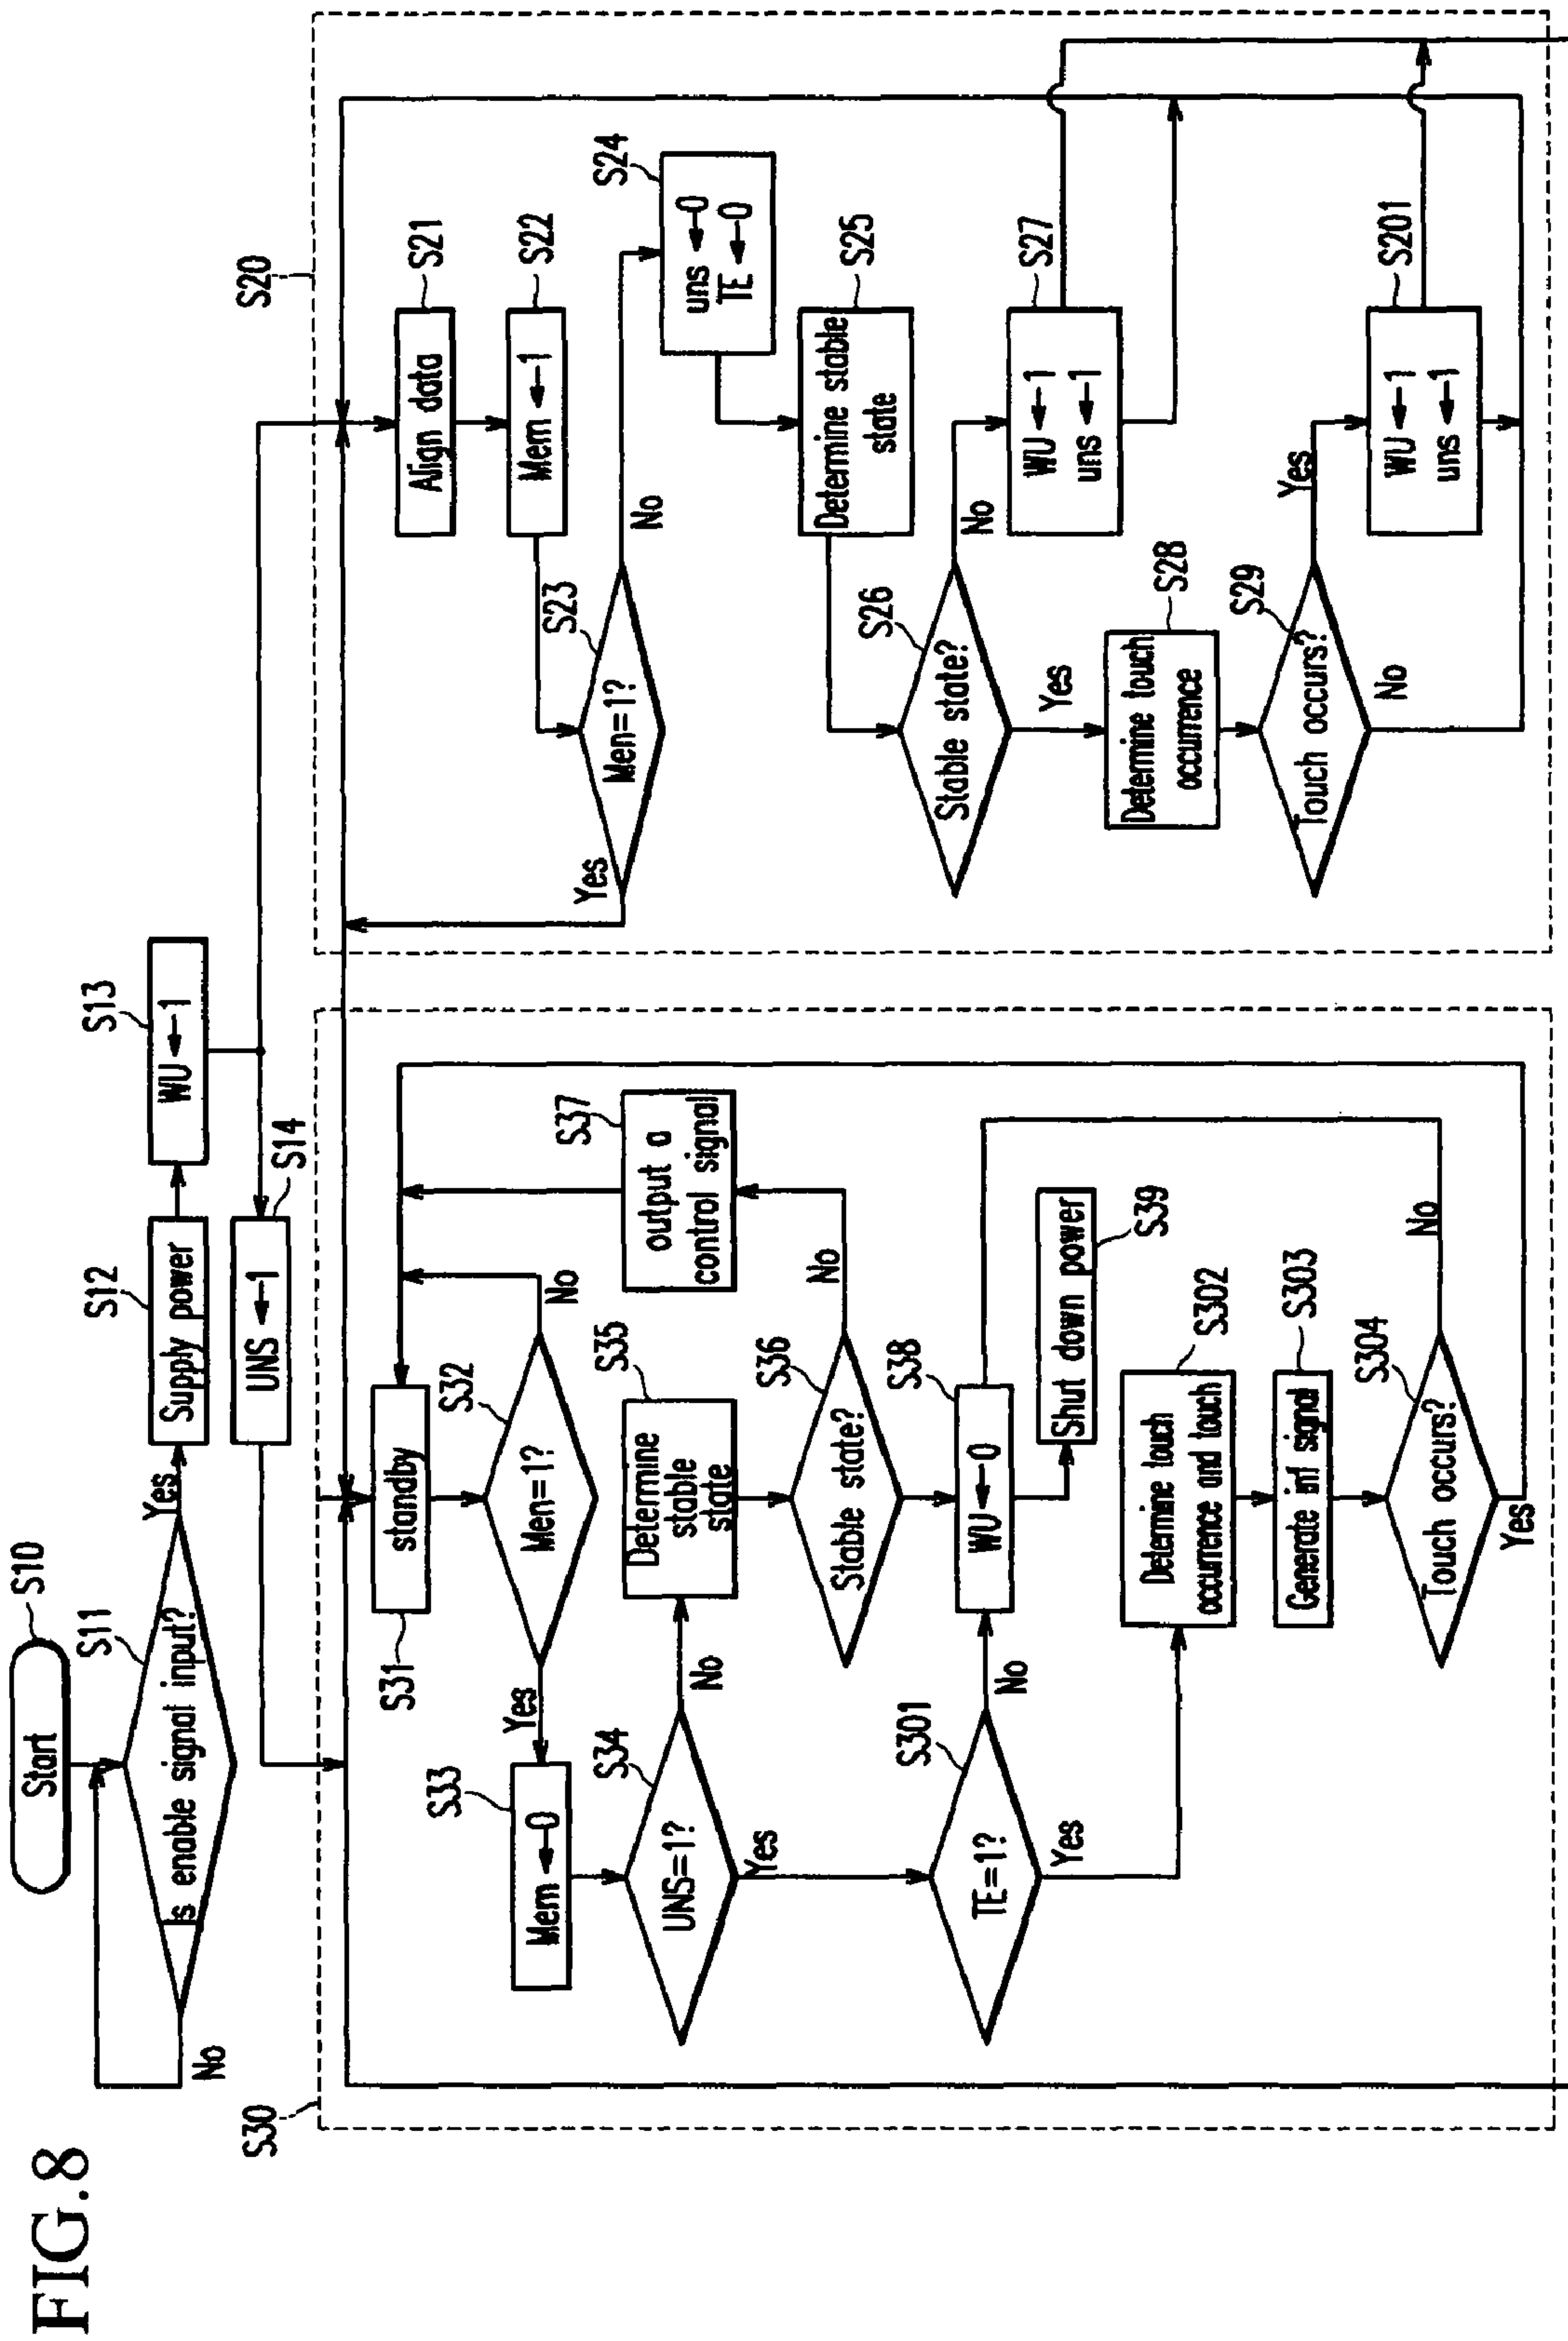 FIG.8
Start
S10
S11
Is enable signal input?
No
Yes
S12
Supply power
S13
WU ← 1
S14
UNS ← 1
S30
S31
standby
S32
Men=1?
No
Yes
S33
Mem ← 0
S34
UNS=1?
No
Yes
S35
Determine
stable
state
S36
Stable state?
No
S37
output a
control signal
S38
WU ← 0
S39
Shut down power
S301
TE=1?
No
Yes
S302
Determine touch
occurrence and touch
S303
Generate inf signal
S304
Touch occurs?
No
Yes
S20
S21
Align data
S22
Mem ← 1
S23
Men=1?
Yes
No
S24
uns ← 0
TE ← 0
S25
Determine stable
state
S26
Stable state?
No
Yes
S27
WU ← 1
uns ← 1
S28
Determine touch
occurrence
S29
Touch occurs?
Yes
No
S201
WU ← 1
uns ← 1